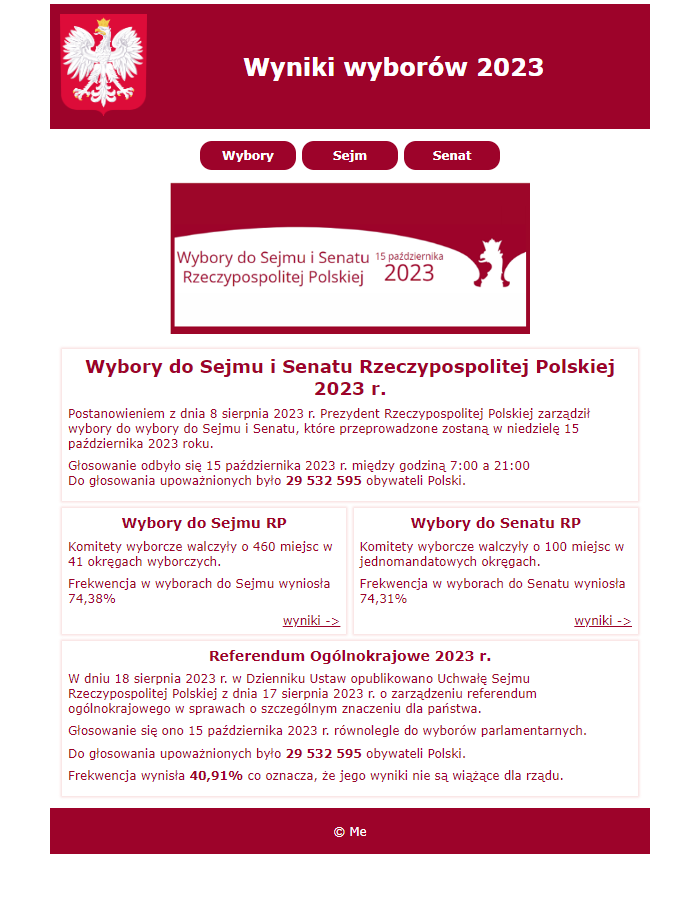 Wyniki wyborów 2023
Wybory
Sejm
Senat
Wybory do Sejmu i Senatu
Rzeczypospolitej Polskiej
15 października
2023
Wybory do Sejmu i Senatu Rzeczypospolitej Polskiej
2023 r.
Postanowieniem z dnia 8 sierpnia 2023 r. Prezydent Rzeczypospolitej Polskiej zarządził
wybory do wybory do Sejmu i Senatu, które przeprowadzone zostaną w niedzielę 15
października 2023 roku.
Głosowanie odbyło się 15 października 2023 r. między godziną 7:00 a 21:00
Do głosowania upoważnionych było 29 532 595 obywateli Polski.
Wybory do Sejmu RP
Komitety wyborcze walczyły o 460 miejsc w
41 okręgach wyborczych.
Frekwencja w wyborach do Sejmu wyniosła
74,38%
wyniki ->
Wybory do Senatu RP
Komitety wyborcze walczyły o 100 miejsc w
jednomandatowych okręgach.
Frekwencja w wyborach do Senatu wyniosła
74,31%
wyniki ->
Referendum Ogólnokrajowe 2023 r.
W dniu 18 sierpnia 2023 r. w Dzienniku Ustaw opublikowano Uchwałę Sejmu
Rzeczypospolitej Polskiej z dnia 17 sierpnia 2023 r. o zarządzeniu referendum
ogólnokrajowego w sprawach o szczególnym znaczeniu dla państwa.
Głosowanie się ono 15 października 2023 r. równolegle do wyborów parlamentarnych.
Do głosowania upoważnionych było 29 532 595 obywateli Polski.
Frekwencja wynisła 40,91% co oznacza, że jego wyniki nie są wiążące dla rządu.
© Me